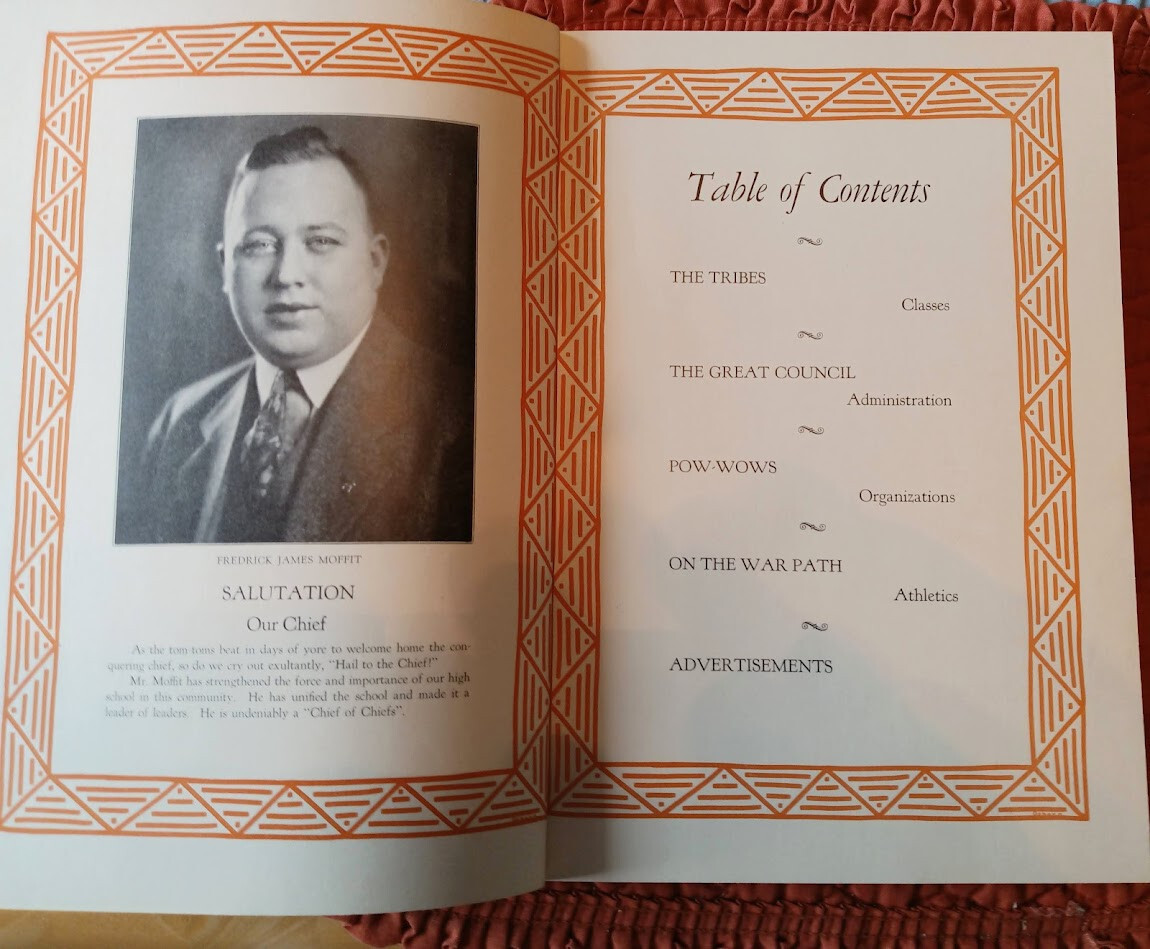 FREDRICK JAMES MOFFIT
SALUTATION
Our Chief
As the tom-toms beat in days of yore to welcome home the con-
quering chief, so do we cry out exultantly, "Hail to the Chief!"
Mr. Moffit has strengthened the force and importance of our high
school in this community. He has unified the school and made it a
leader of leaders. He is undeniably a "Chief of Chiefs".
Table of Contents
THE TRIBES
Classes
THE GREAT COUNCIL
Administration
POW-WOWS
Organizations
ON THE WAR PATH
Athletics
ADVERTISEMENTS